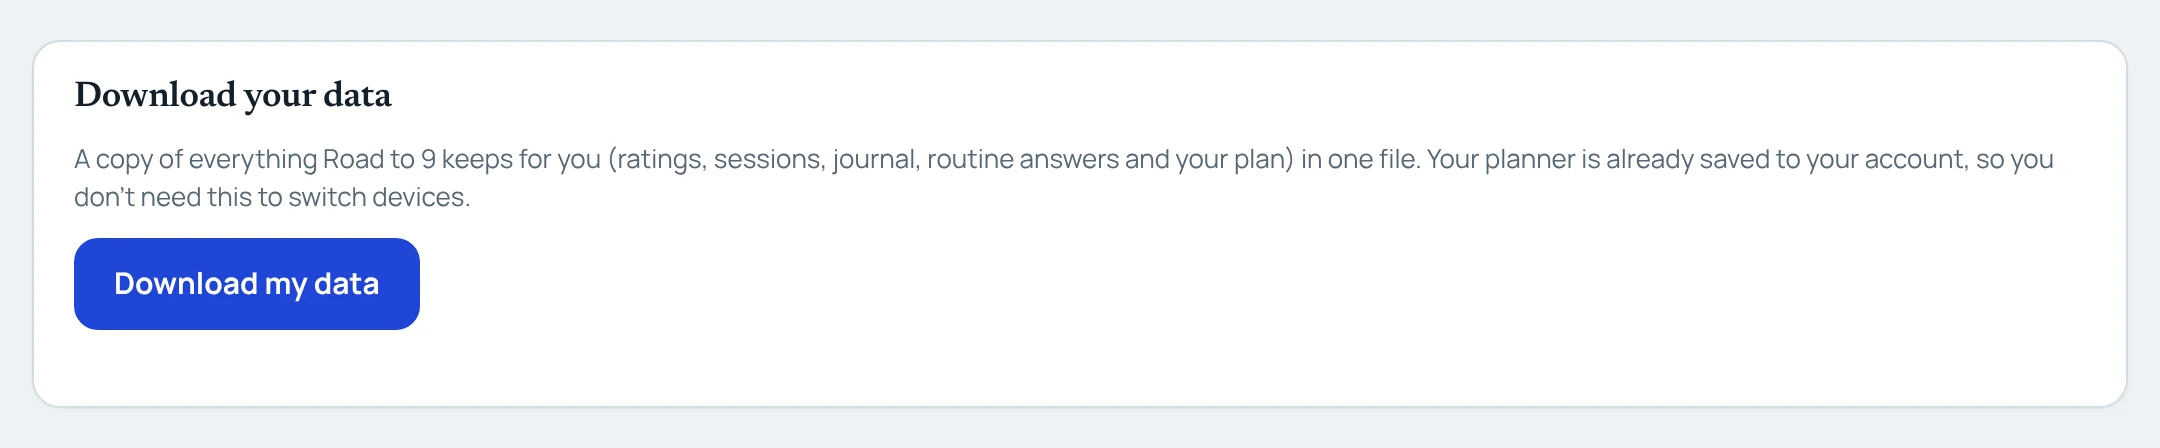 Download your data
A copy of everything Road to 9 keeps for you (ratings, sessions, journal, routine answers and your plan) in one file. Your planner is already saved to your account, so you
don’t need this to switch devices.
Download my data